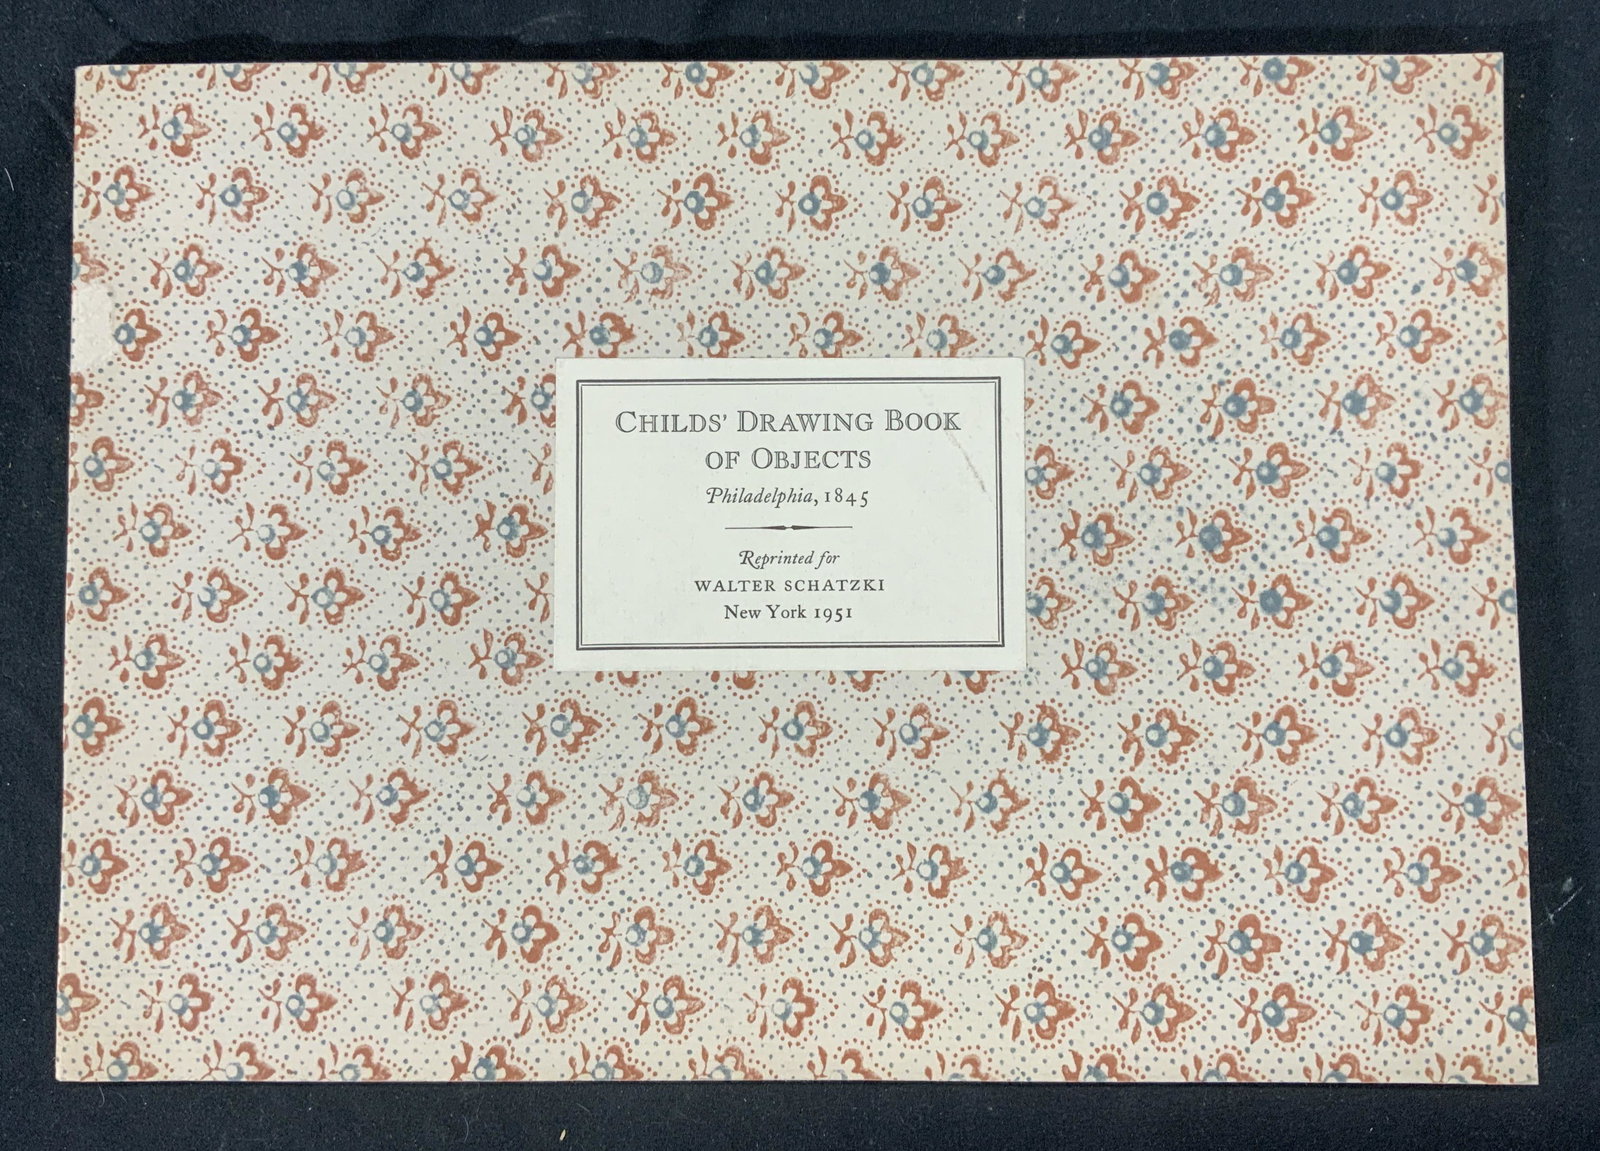 CHILDS' DRAWING BOOK
OF OBJECTS
Philadelphia, 1845
Reprinted for
WALTER SCHATZKI
New York 1951